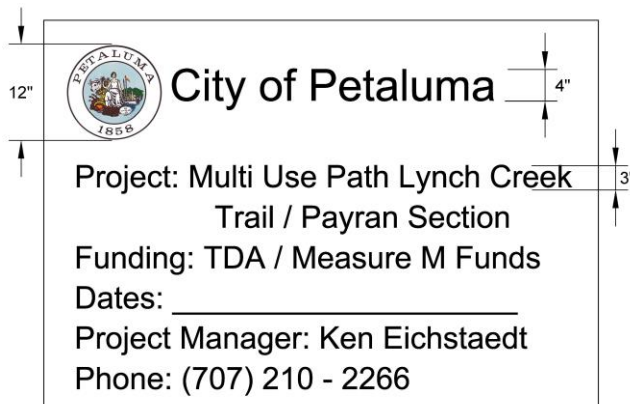 12"
PETALUMA
1858
City of Petaluma
4"
Project: Multi Use Path Lynch Creek
3"
Trail / Payran Section
Funding: TDA / Measure M Funds
Dates: ____________________
Project Manager: Ken Eichstaedt
Phone: (707) 210 - 2266